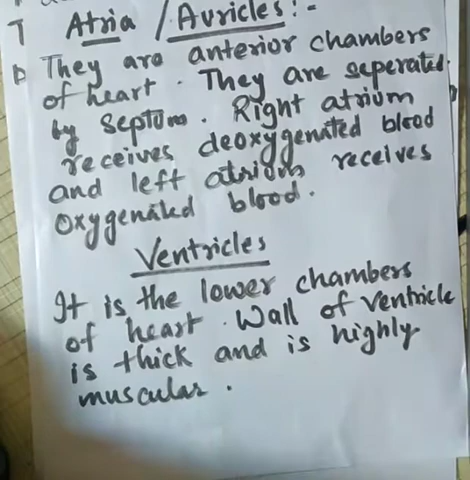 Atria / Auricles:-
They are anterior chambers
of heart. They are seperated
by septum. Right atrium
receives deoxygenated blood
and left atrium receives
oxygenated blood.
Ventricles
It is the lower chambers
of heart. Wall of ventricle
is thick and is highly
muscular.